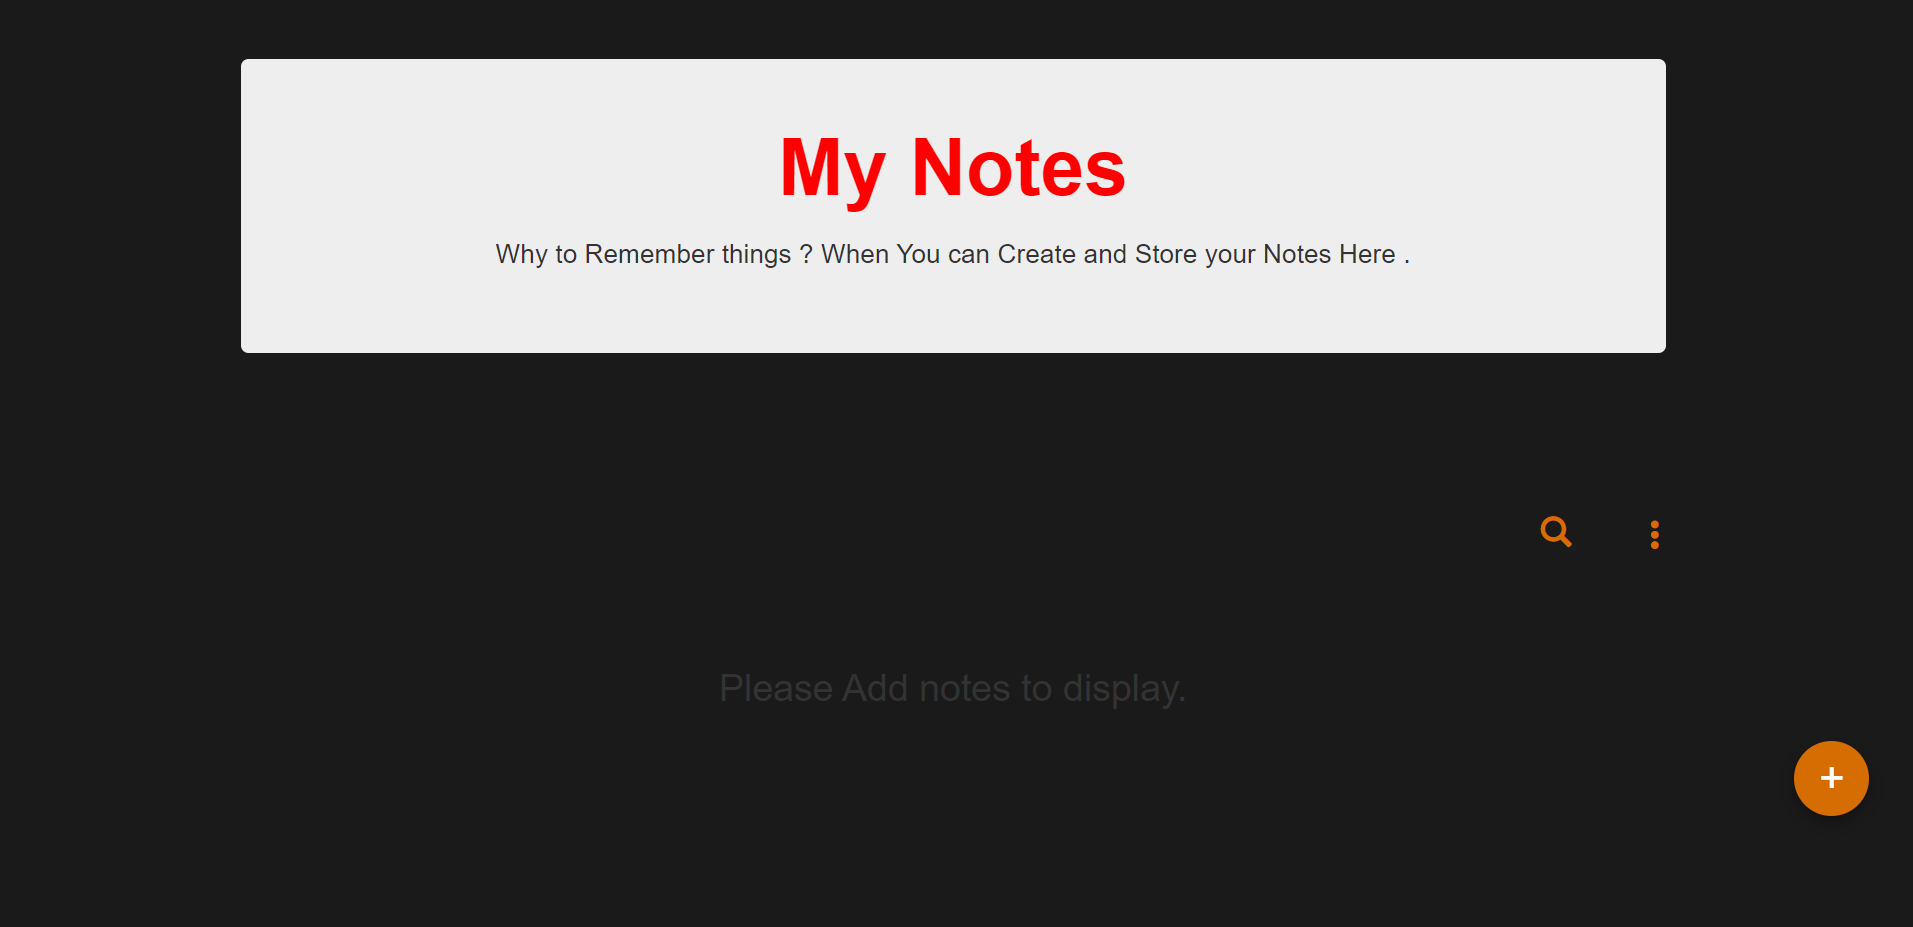 My Notes
Why to Remember things ? When You can Create and Store your Notes Here .
Please Add notes to display.
+